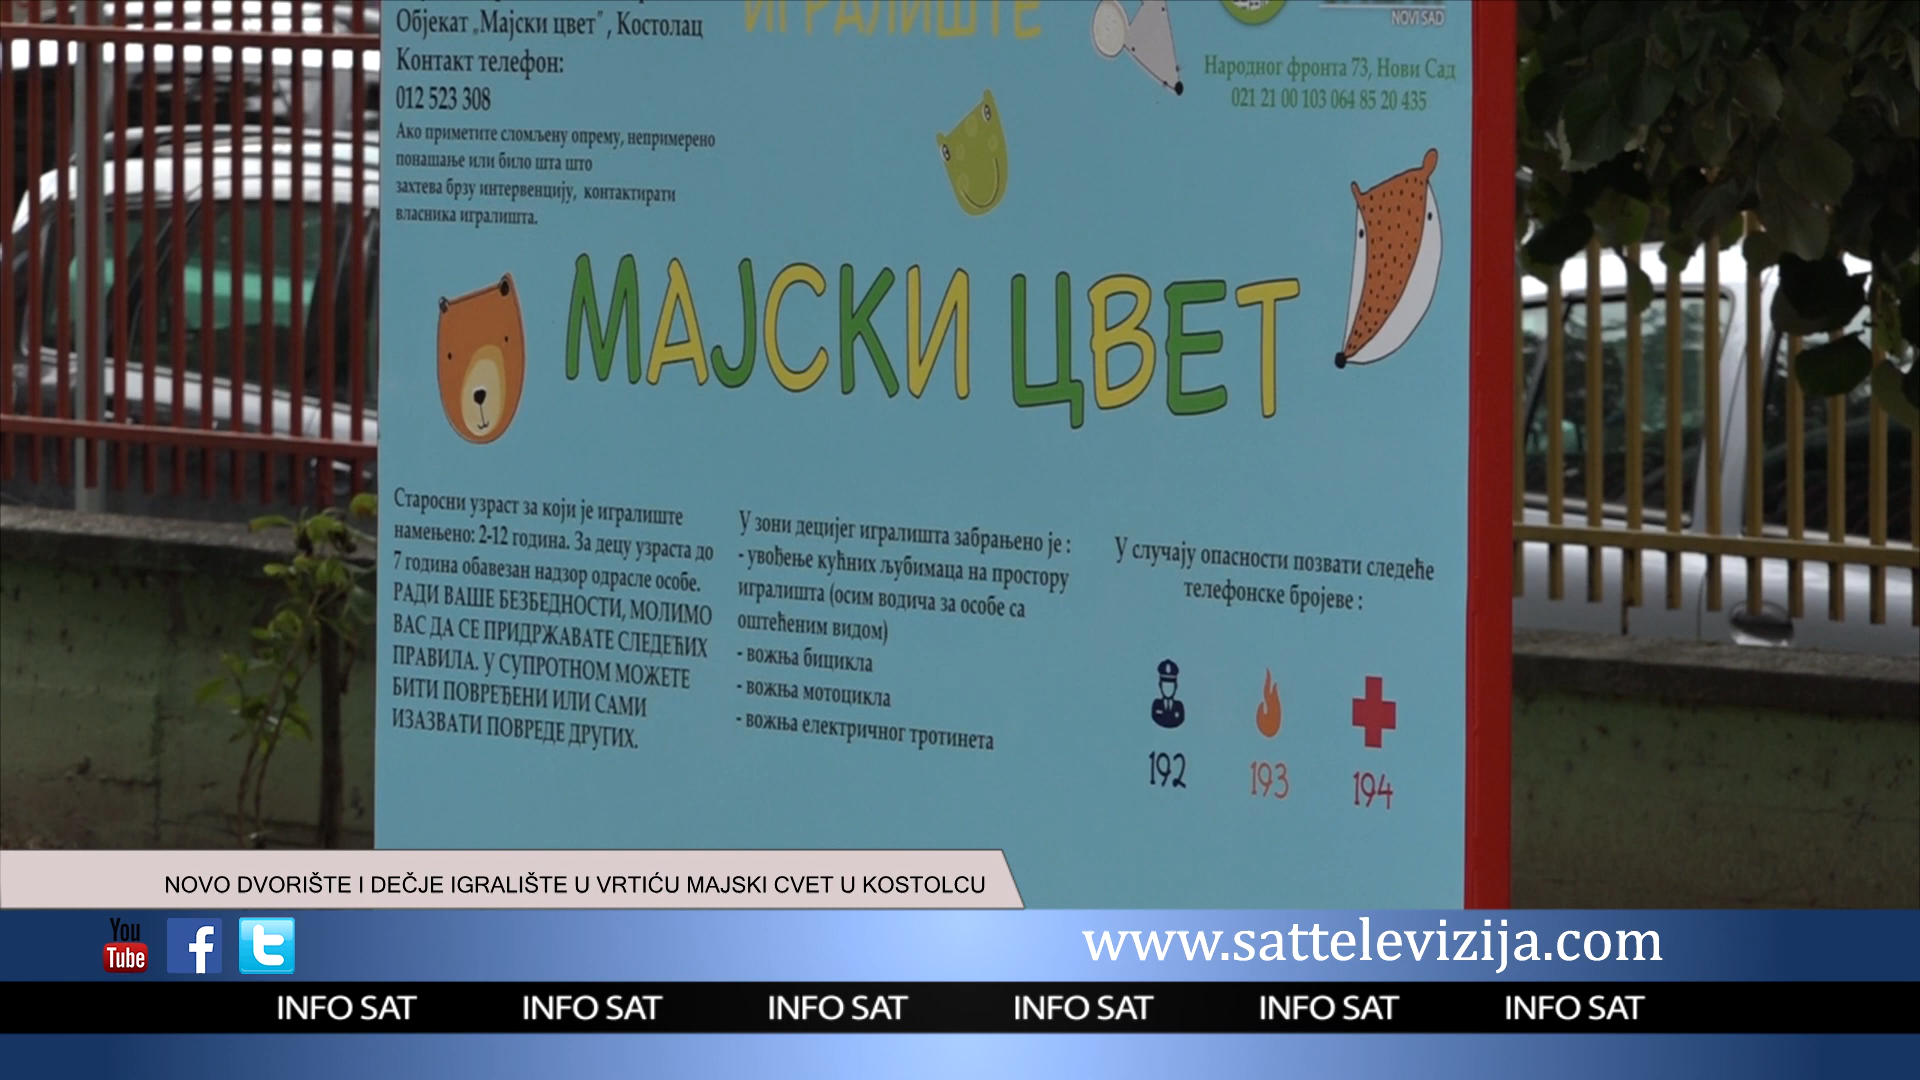 Објекат „Мајски цвет" , Костолац
Контакт телефон:
012 523 308
Ако приметите сломљену опрему, непримерено
понашање или било шта што
захтева брзу интервенцију, контактирати
власника игралишта.
ИГРАЛИШТЕ
NOVI SAD
Народног фронта 73, Нови Сад
021 21 00 103 064 85 20 435
МАЈСКИ ЦВЕТ
Старосни узраст за који је игралиште
намењено: 2-12 година. За децу узраста до
7 година обавезан надзор одрасле особе.
РАДИ ВАШЕ БЕЗБЕДНОСТИ, МОЛИМО
ВАС ДА СЕ ПРИДРЖАВАТЕ СЛЕДЕЋИХ
ПРАВИЛА. У СУПРОТНОМ МОЖЕТЕ
БИТИ ПОВРЕЂЕНИ ИЛИ САМИ
ИЗАЗВАТИ ПОВРЕДЕ ДРУГИХ.
У зони децијег игралишта забрањено је :
- увођење кућних љубимаца на простору
игралишта (осим водича за особе са
оштећеним видом)
- вожња бицикла
- вожња мотоцикла
- вожња електричног тротинета
У случају опасности позвати следеће
телефонске бројеве :
192
193
194
NOVO DVORIŠTE I DEČJE IGRALIŠTE U VRTIĆU MAJSKI CVET U KOSTOLCU
You
Tube
www.sattelevizija.com
INFO SAT INFO SAT INFO SAT INFO SAT INFO SAT INFO SAT